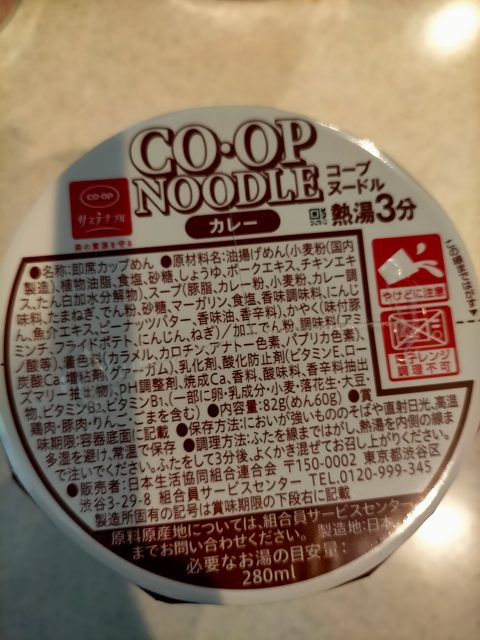 CO・OP
NOODLE
コープ
ヌードル
カレー
熱湯3分
co-op
サステナブル
森の資源を守る
この線まではがす
やけどに注意
電子レンジ
調理不可
●名称:即席カップめん ●原材料名:油揚げめん(小麦粉(国内
製造)、植物油脂、食塩、砂糖、しょうゆ、ポークエキス、チキンエキ
ス、たん白加水分解物)、スープ(豚脂、カレー粉、小麦粉、カレー調
味料、たまねぎ、でん粉、砂糖、マーガリン、食塩、香味調味料、にんじ
ん、魚介エキス、ピーナッツバター、香味油、香辛料)、かやく(味付豚
ミンチ、フライドポテト、にんじん、ねぎ)/加工でん粉、調味料(アミ
ノ酸等)、着色料(カラメル、カロチン、アナトー色素、パプリカ色素)、
炭酸Ca、増粘剤(グァーガム)、乳化剤、酸化防止剤(ビタミンE、ロー
ズマリー抽出物)、pH調整剤、焼成Ca、香料、酸味料、香辛料抽出
物、ビタミンB2、ビタミンB1、(一部に卵・乳成分・小麦・落花生・大豆・
鶏肉・豚肉・りんご・ごまを含む) ●内容量:82g(めん60g) ●賞
味期限:容器底面に記載 ●保存方法:においが強いもののそばや直射日光、高温
多湿を避け、常温で保存 ●調理方法:ふたを線まではがし、熱湯を内側の線ま
で注いでください。ふたをして3分後、よくかき混ぜてお召し上がりください。
●販売者:日本生活協同組合連合会 〒150-0002 東京都渋谷区
渋谷3-29-8 組合員サービスセンター TEL.0120-999-345
製造所固有の記号は賞味期限の下段右に記載
原料原産地については、組合員サービスセンター
までお問い合わせください。 製造地:日本
必要なお湯の目安量:
280ml